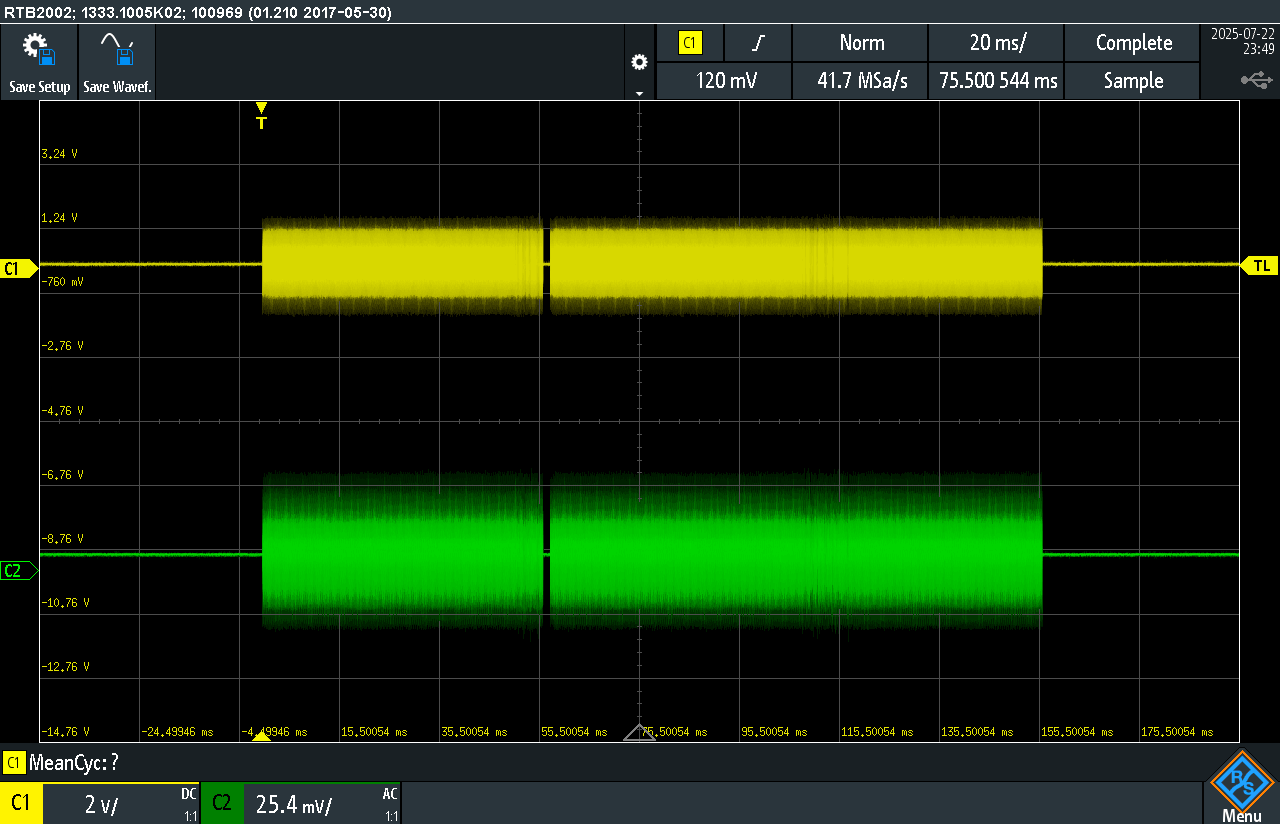 RTB2002; 1333.1005K02; 100969 (01.210 2017-05-30)
Save Setup
Save Wavef.
C1
Norm
20 ms/
Complete
120 mV
41.7 MSa/s
75.500 544 ms
Sample
2025-07-22
23:49
T
3.24 V
1.24 V
C1
TL
-760 mV
-2.76 V
-4.76 V
-6.76 V
-8.76 V
C2
-10.76 V
-12.76 V
-14.76 V
-24.49946 ms
-4.49946 ms
15.50054 ms
35.50054 ms
55.50054 ms
75.50054 ms
95.50054 ms
115.50054 ms
135.50054 ms
155.50054 ms
175.50054 ms
C1 MeanCyc: ?
C1
2 V/
DC
1:1
C2
25.4 mV/
AC
1:1
R S
Menu